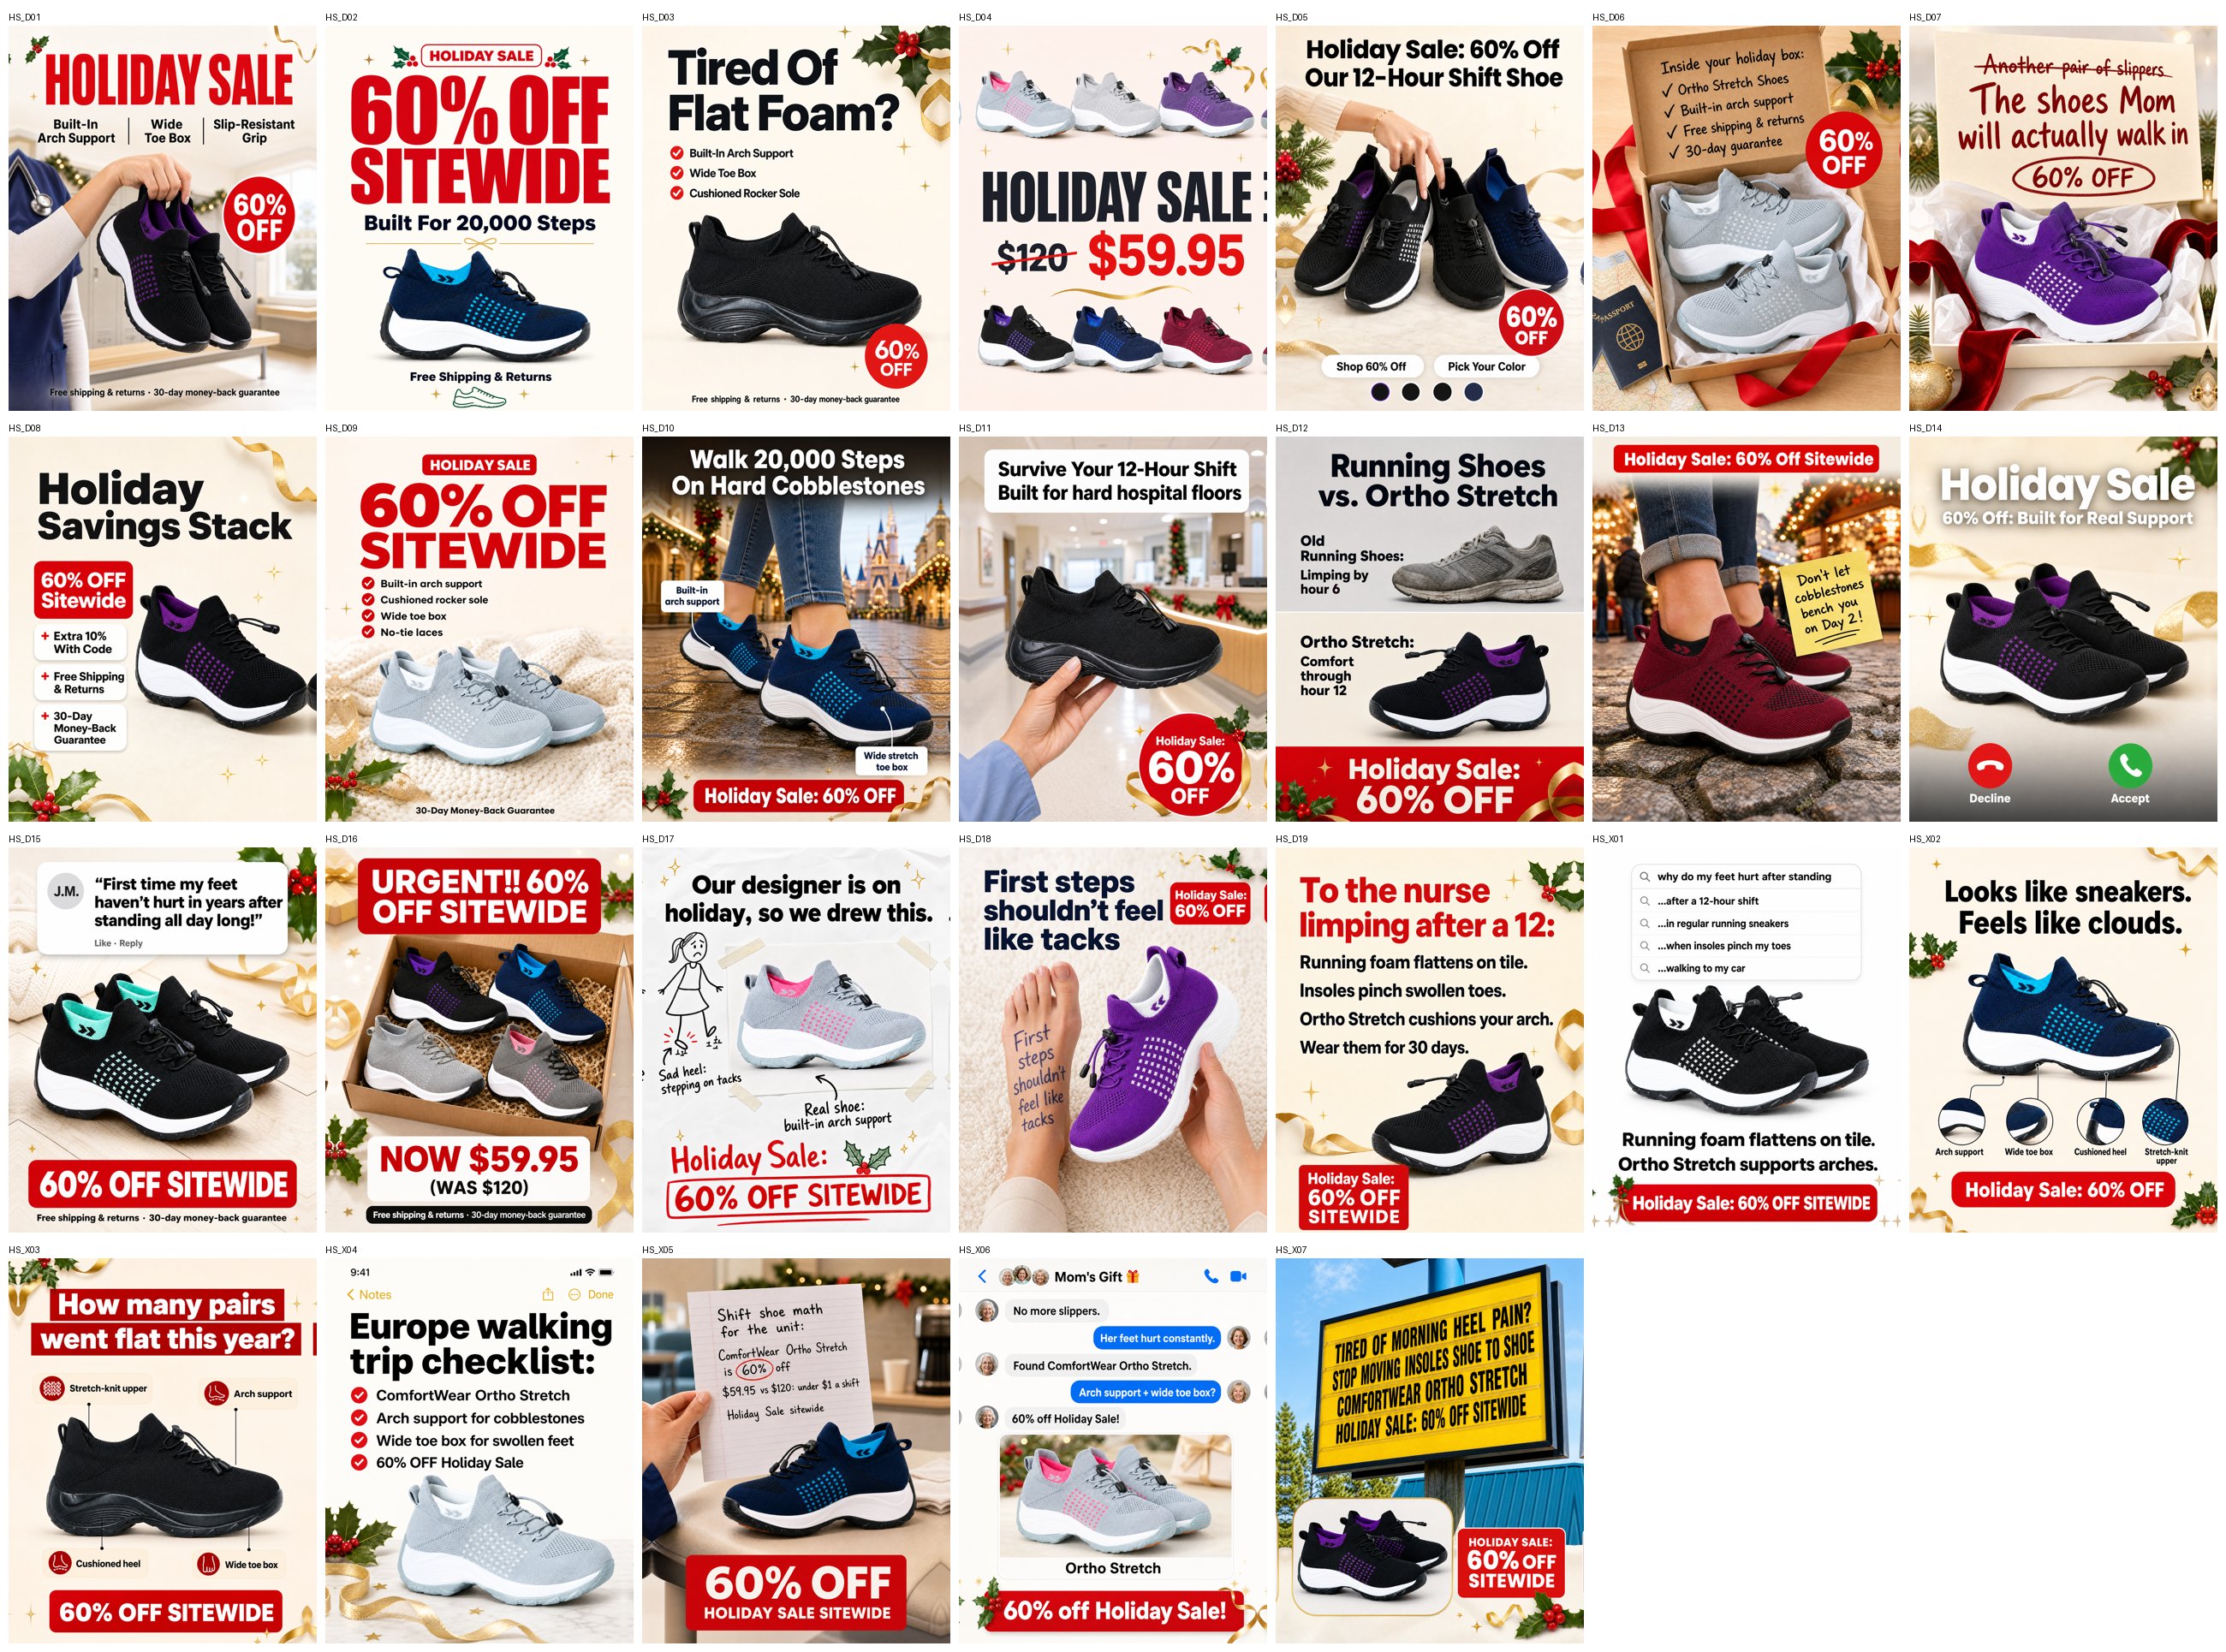 HS_D01
HOLIDAY SALE
Built-In
Arch Support
Wide
Toe Box
Slip-Resistant
Grip
60%
OFF
Free shipping & returns · 30-day money-back guarantee
HS_D02
HOLIDAY SALE
60% OFF
SITEWIDE
Built For 20,000 Steps
Free Shipping & Returns
HS_D03
Tired Of
Flat Foam?
Built-In Arch Support
Wide Toe Box
Cushioned Rocker Sole
60%
OFF
Free shipping & returns · 30-day money-back guarantee
HS_D04
HOLIDAY SALE
$120 $59.95
HS_D05
Holiday Sale: 60% Off
Our 12-Hour Shift Shoe
60%
OFF
Shop 60% Off
Pick Your Color
HS_D06
Inside your holiday box:
✓ Ortho Stretch Shoes
✓ Built-in arch support
✓ Free shipping & returns
✓ 30-day guarantee
60%
OFF
PASSPORT
HS_D07
Another pair of slippers
The shoes Mom
will actually walk in
60% OFF
HS_D08
Holiday
Savings Stack
60% OFF
Sitewide
+ Extra 10%
With Code
+ Free Shipping
& Returns
+ 30-Day
Money-Back
Guarantee
HS_D09
HOLIDAY SALE
60% OFF
SITEWIDE
Built-in arch support
Cushioned rocker sole
Wide toe box
No-tie laces
30-Day Money-Back Guarantee
HS_D10
Walk 20,000 Steps
On Hard Cobblestones
Built-in
arch support
Wide stretch
toe box
Holiday Sale: 60% OFF
HS_D11
Survive Your 12-Hour Shift
Built for hard hospital floors
Holiday Sale:
60%
OFF
HS_D12
Running Shoes
vs. Ortho Stretch
Old
Running Shoes:
Limping by
hour 6
Ortho Stretch:
Comfort
through
hour 12
Holiday Sale:
60% OFF
HS_D13
Holiday Sale: 60% Off Sitewide
Don't let
cobblestones
bench you
on Day 2!
HS_D14
Holiday Sale
60% Off: Built for Real Support
Decline
Accept
HS_D15
J.M.
“First time my feet
haven’t hurt in years after
standing all day long!”
Like · Reply
60% OFF SITEWIDE
Free shipping & returns · 30-day money-back guarantee
HS_D16
URGENT!! 60%
OFF SITEWIDE
NOW $59.95
(WAS $120)
Free shipping & returns · 30-day money-back guarantee
HS_D17
Our designer is on
holiday, so we drew this.
Sad heel:
stepping on tacks
Real shoe:
built-in arch support
Holiday Sale:
60% OFF SITEWIDE
HS_D18
First steps
shouldn’t feel
like tacks
Holiday Sale:
60% OFF
First
steps
shouldn't
feel like
tacks
HS_D19
To the nurse
limping after a 12:
Running foam flattens on tile.
Insoles pinch swollen toes.
Ortho Stretch cushions your arch.
Wear them for 30 days.
Holiday Sale:
60% OFF
SITEWIDE
HS_X01
why do my feet hurt after standing
...after a 12-hour shift
...in regular running sneakers
...when insoles pinch my toes
...walking to my car
Running foam flattens on tile.
Ortho Stretch supports arches.
Holiday Sale: 60% OFF SITEWIDE
HS_X02
Looks like sneakers.
Feels like clouds.
Arch support
Wide toe box
Cushioned heel
Stretch-knit
upper
Holiday Sale: 60% OFF
HS_X03
How many pairs
went flat this year?
Stretch-knit upper
Arch support
Cushioned heel
Wide toe box
60% OFF SITEWIDE
HS_X04
9:41
Notes
Done
Europe walking
trip checklist:
ComfortWear Ortho Stretch
Arch support for cobblestones
Wide toe box for swollen feet
60% OFF Holiday Sale
HS_X05
Shift shoe math
for the unit:
ComfortWear Ortho Stretch
is 60% off
$59.95 vs $120: under $1 a shift
Holiday Sale sitewide
60% OFF
HOLIDAY SALE SITEWIDE
HS_X06
Mom's Gift
No more slippers.
Her feet hurt constantly.
Found ComfortWear Ortho Stretch.
Arch support + wide toe box?
60% off Holiday Sale!
Ortho Stretch
60% off Holiday Sale!
HS_X07
TIRED OF MORNING HEEL PAIN?
STOP MOVING INSOLES SHOE TO SHOE
COMFORTWEAR ORTHO STRETCH
HOLIDAY SALE: 60% OFF SITEWIDE
HOLIDAY SALE:
60% OFF
SITEWIDE